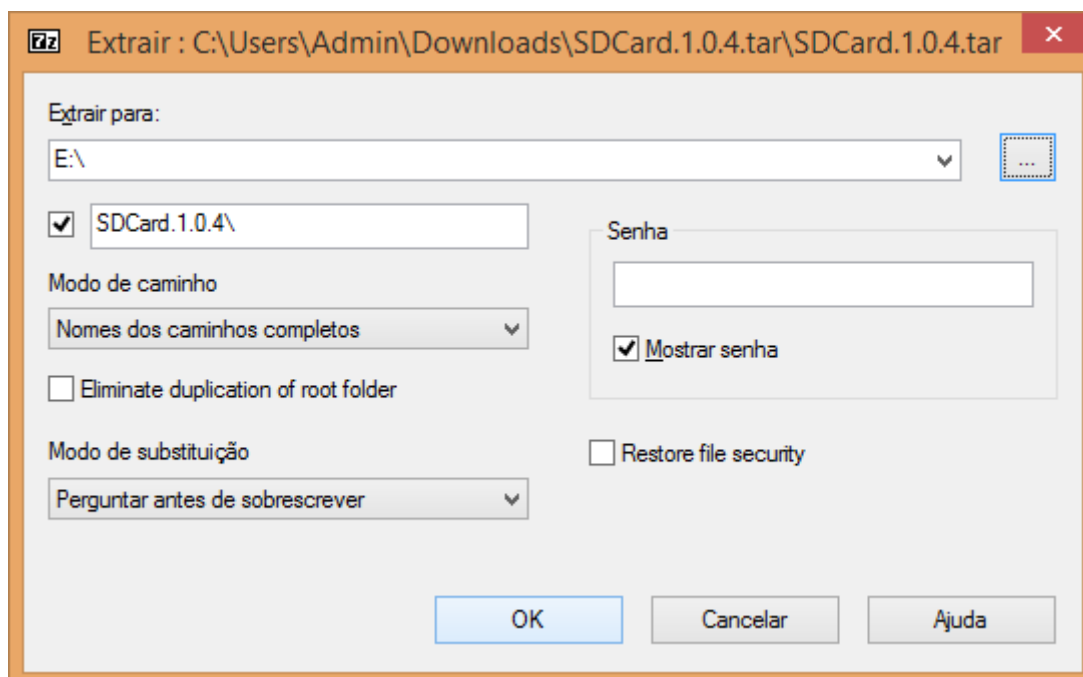 7z Extrair : C:\Users\Admin\Downloads\SDCard.1.0.4.tar\SDCard.1.0.4.tar
Extrair para:
E:\
...
SDCard.1.0.4\
Senha
Modo de caminho
Nomes dos caminhos completos
Mostrar senha
Eliminate duplication of root folder
Modo de substituição
Restore file security
Perguntar antes de sobrescrever
OK
Cancelar
Ajuda